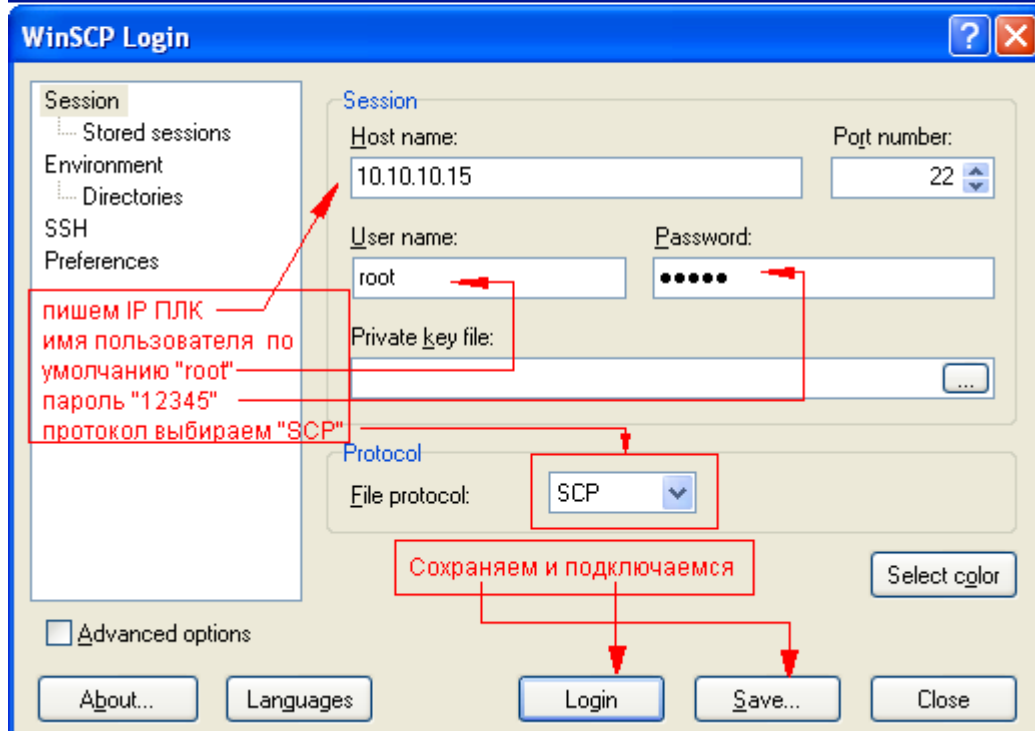 WinSCP Login
Session
Stored sessions
Environment
Directories
SSH
Preferences
Session
Host name:
Port number:
10.10.10.15
22
User name:
Password:
root
●●●●●
Private key file:
...
пишем IP ПЛК
имя пользователя по
умолчанию "root"
пароль "12345"
протокол выбираем "SCP"
Protocol
File protocol:
SCP
Сохраняем и подключаемся
Select color
Advanced options
About...
Languages
Login
Save...
Close